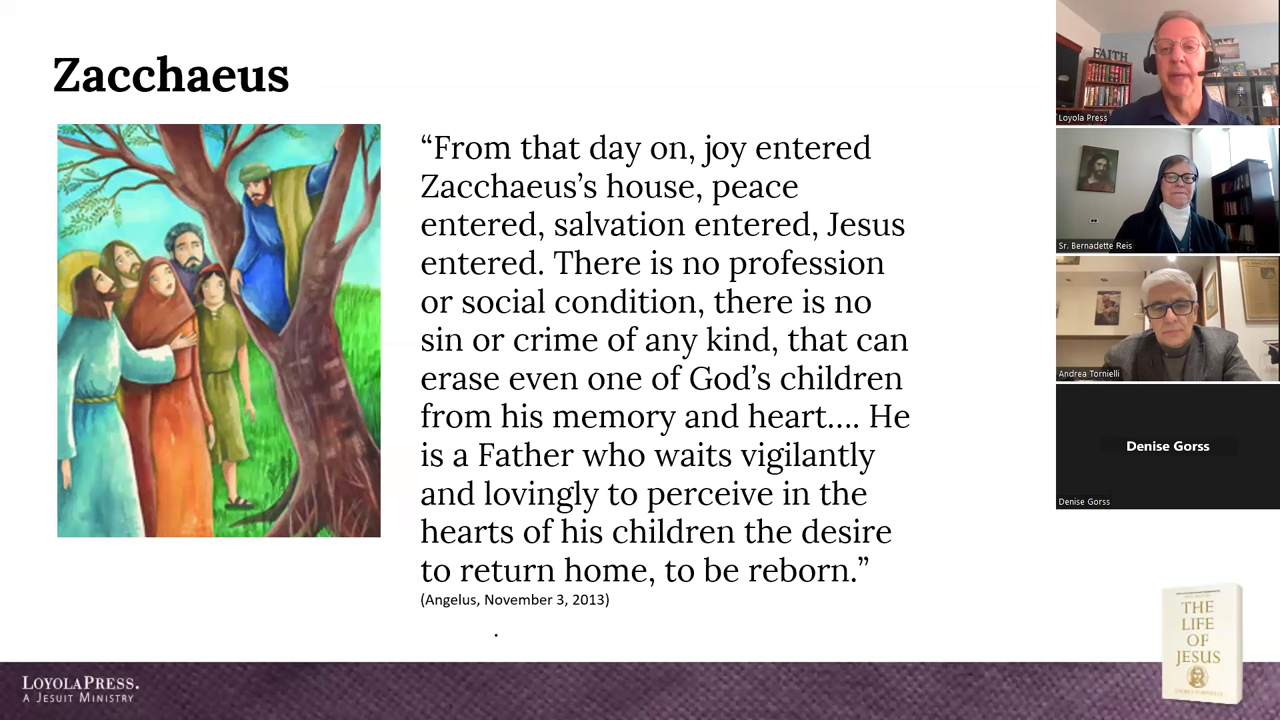 Zacchaeus
“From that day on, joy entered
Zacchaeus’s house, peace
entered, salvation entered, Jesus
entered. There is no profession
or social condition, there is no
sin or crime of any kind, that can
erase even one of God’s children
from his memory and heart…. He
is a Father who waits vigilantly
and lovingly to perceive in the
hearts of his children the desire
to return home, to be reborn.”
(Angelus, November 3, 2013)
.
FAITH
Loyola Press
Sr. Bernadette Reis
Andrea Tornielli
Denise Gorss
Denise Gorss
THE
LIFE
OF
JESUS
LOYOLAPRESS.
A JESUIT MINISTRY